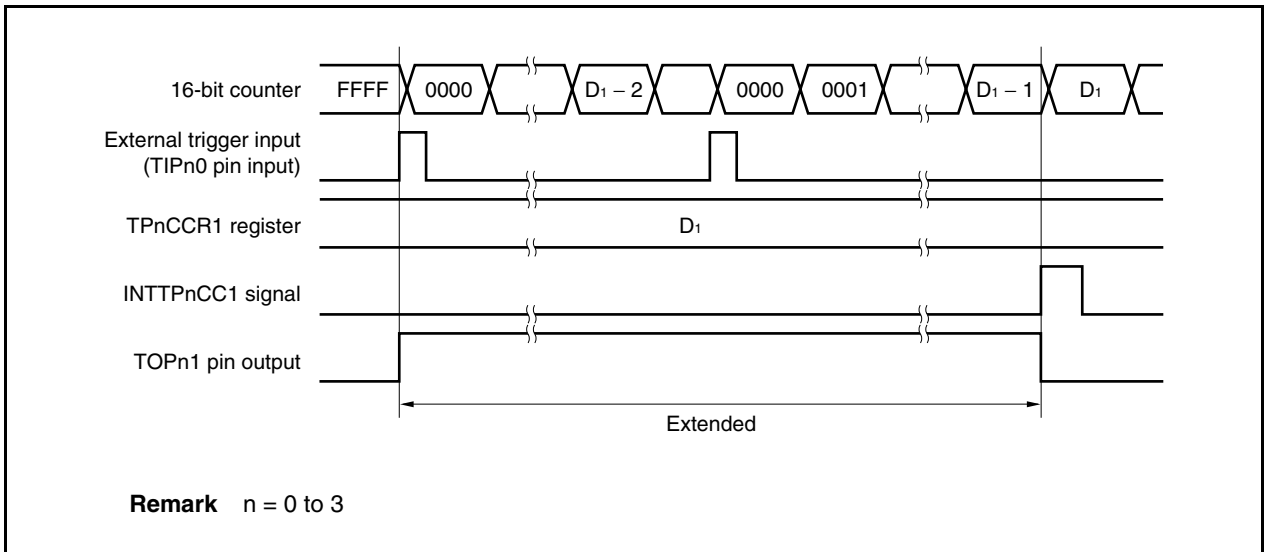 16-bit counter FFFF 0000 D₁ − 2 0000 0001 D₁ − 1 D₁
External trigger input
(TIPn0 pin input)
TPnCCR1 register D₁
INTTPnCC1 signal
TOPn1 pin output
Extended
Remark n = 0 to 3